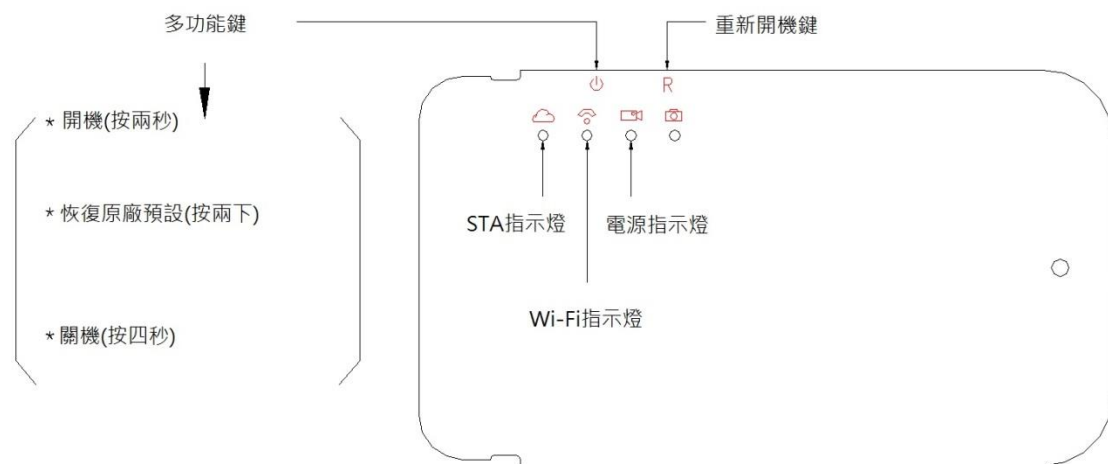 多功能鍵
重新開機鍵
R
* 開機(按兩秒)
* 恢復原廠預設(按兩下)
STA指示燈
電源指示燈
Wi-Fi指示燈
* 關機(按四秒)